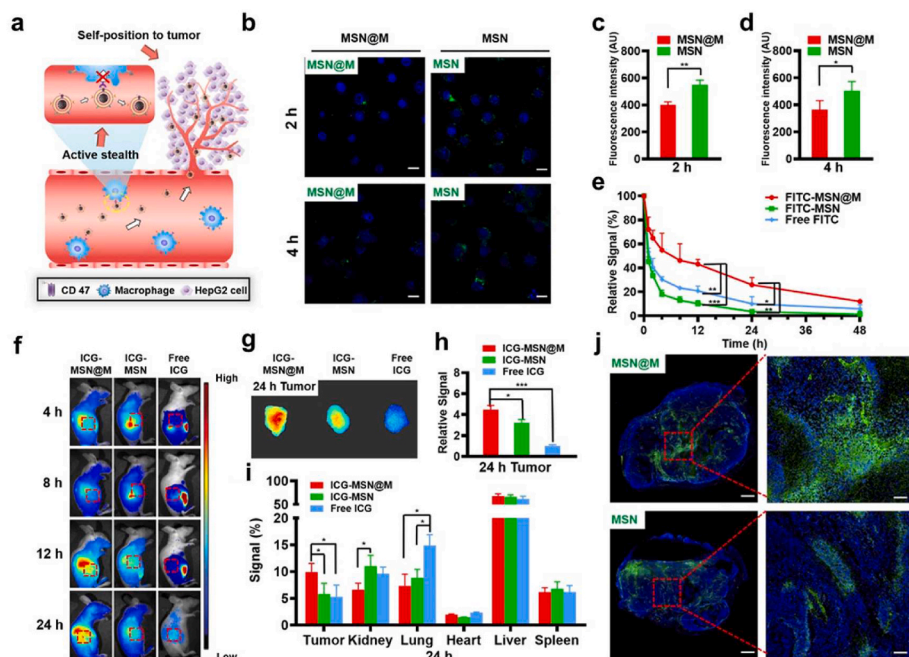 a
Self-position to tumor
Active stealth
CD 47
Macrophage
HepG2 cell
b
MSN@M
MSN
MSN@M
MSN
2 h
MSN@M
MSN
4 h
c
MSN@M
MSN
Fluorescence intensity (AU)
800
600
400
200
0
**
2 h
d
MSN@M
MSN
Fluorescence intensity (AU)
800
600
400
200
0
*
4 h
e
FITC-MSN@M
FITC-MSN
Free FITC
Relative Signal (%)
100
80
60
40
20
0
**
***
*
**
0
12
24
36
48
Time (h)
f
ICG-
MSN@M
ICG-
MSN
Free
ICG
4 h
8 h
12 h
24 h
High
Low
g
ICG-
MSN@M
ICG-
MSN
Free
ICG
24 h Tumor
h
ICG-MSN@M
ICG-MSN
Free ICG
Relative Signal
8
6
4
2
0
***
*
24 h Tumor
i
ICG-MSN@M
ICG-MSN
Free ICG
Signal (%)
100
50
20
15
10
5
0
*
*
*
*
*
Tumor
Kidney
Lung
Heart
Liver
Spleen
24 h
j
MSN@M
MSN